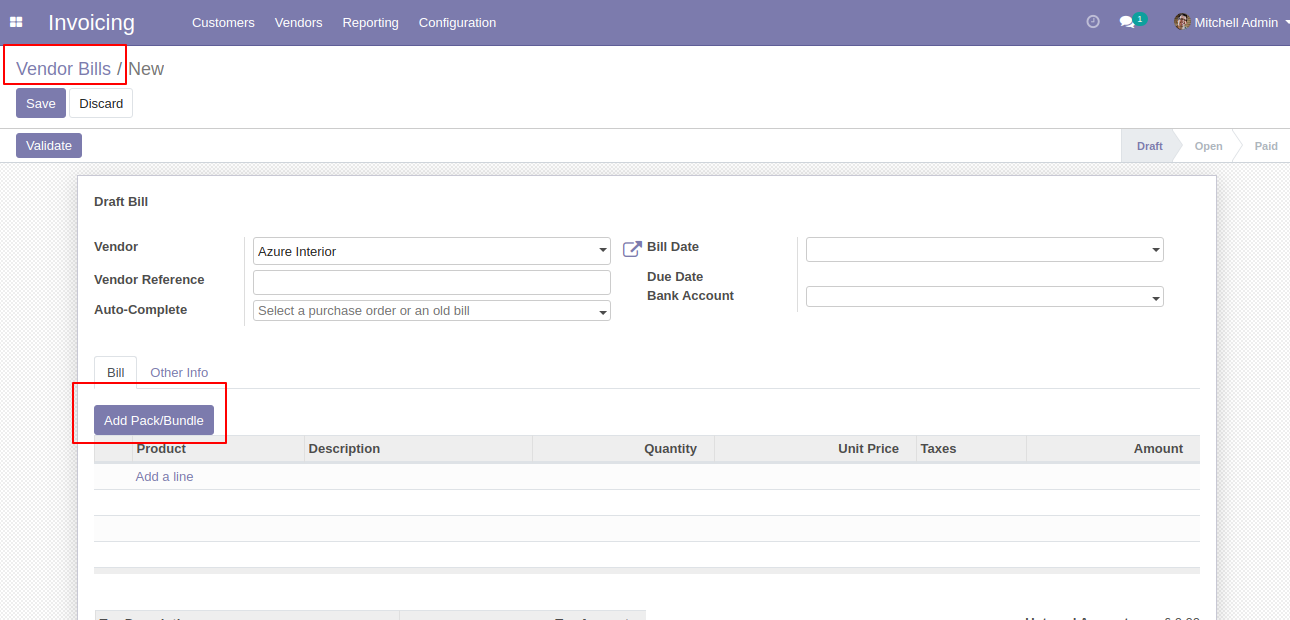 Invoicing Customers Vendors Reporting Configuration 1 Mitchell Admin
Vendor Bills / New
Save Discard
Validate Draft Open Paid
Draft Bill
Vendor Azure Interior Bill Date
Vendor Reference Due Date
Bank Account
Auto-Complete Select a purchase order or an old bill
Bill Other Info
Add Pack/Bundle
Product Description Quantity Unit Price Taxes Amount
Add a line